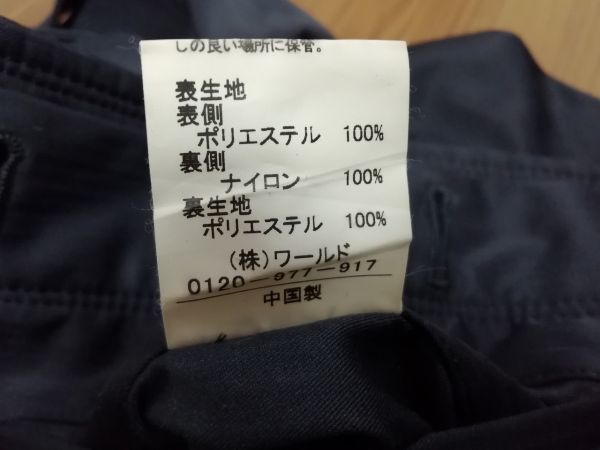 しの良い場所に保管。
表生地
表側
ポリエステル 100%
裏側
ナイロン 100%
裏生地
ポリエステル 100%
(株)ワールド
0120-977-917
中国製